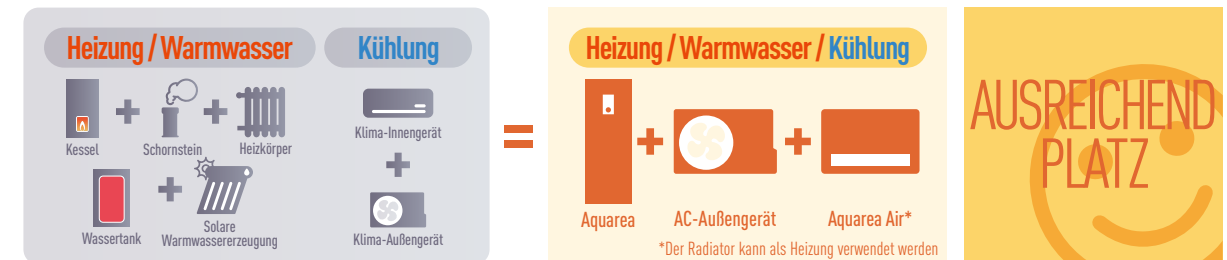 Heizung / Warmwasser
Kühlung
Kessel
Schornstein
Heizkörper
Wassertank
Solare
Warmwassererzeugung
Klima-Innengerät
Klima-Außengerät
Heizung / Warmwasser / Kühlung
Aquarea
AC-Außengerät
Aquarea Air*
*Der Radiator kann als Heizung verwendet werden
AUSREICHEND
PLATZ